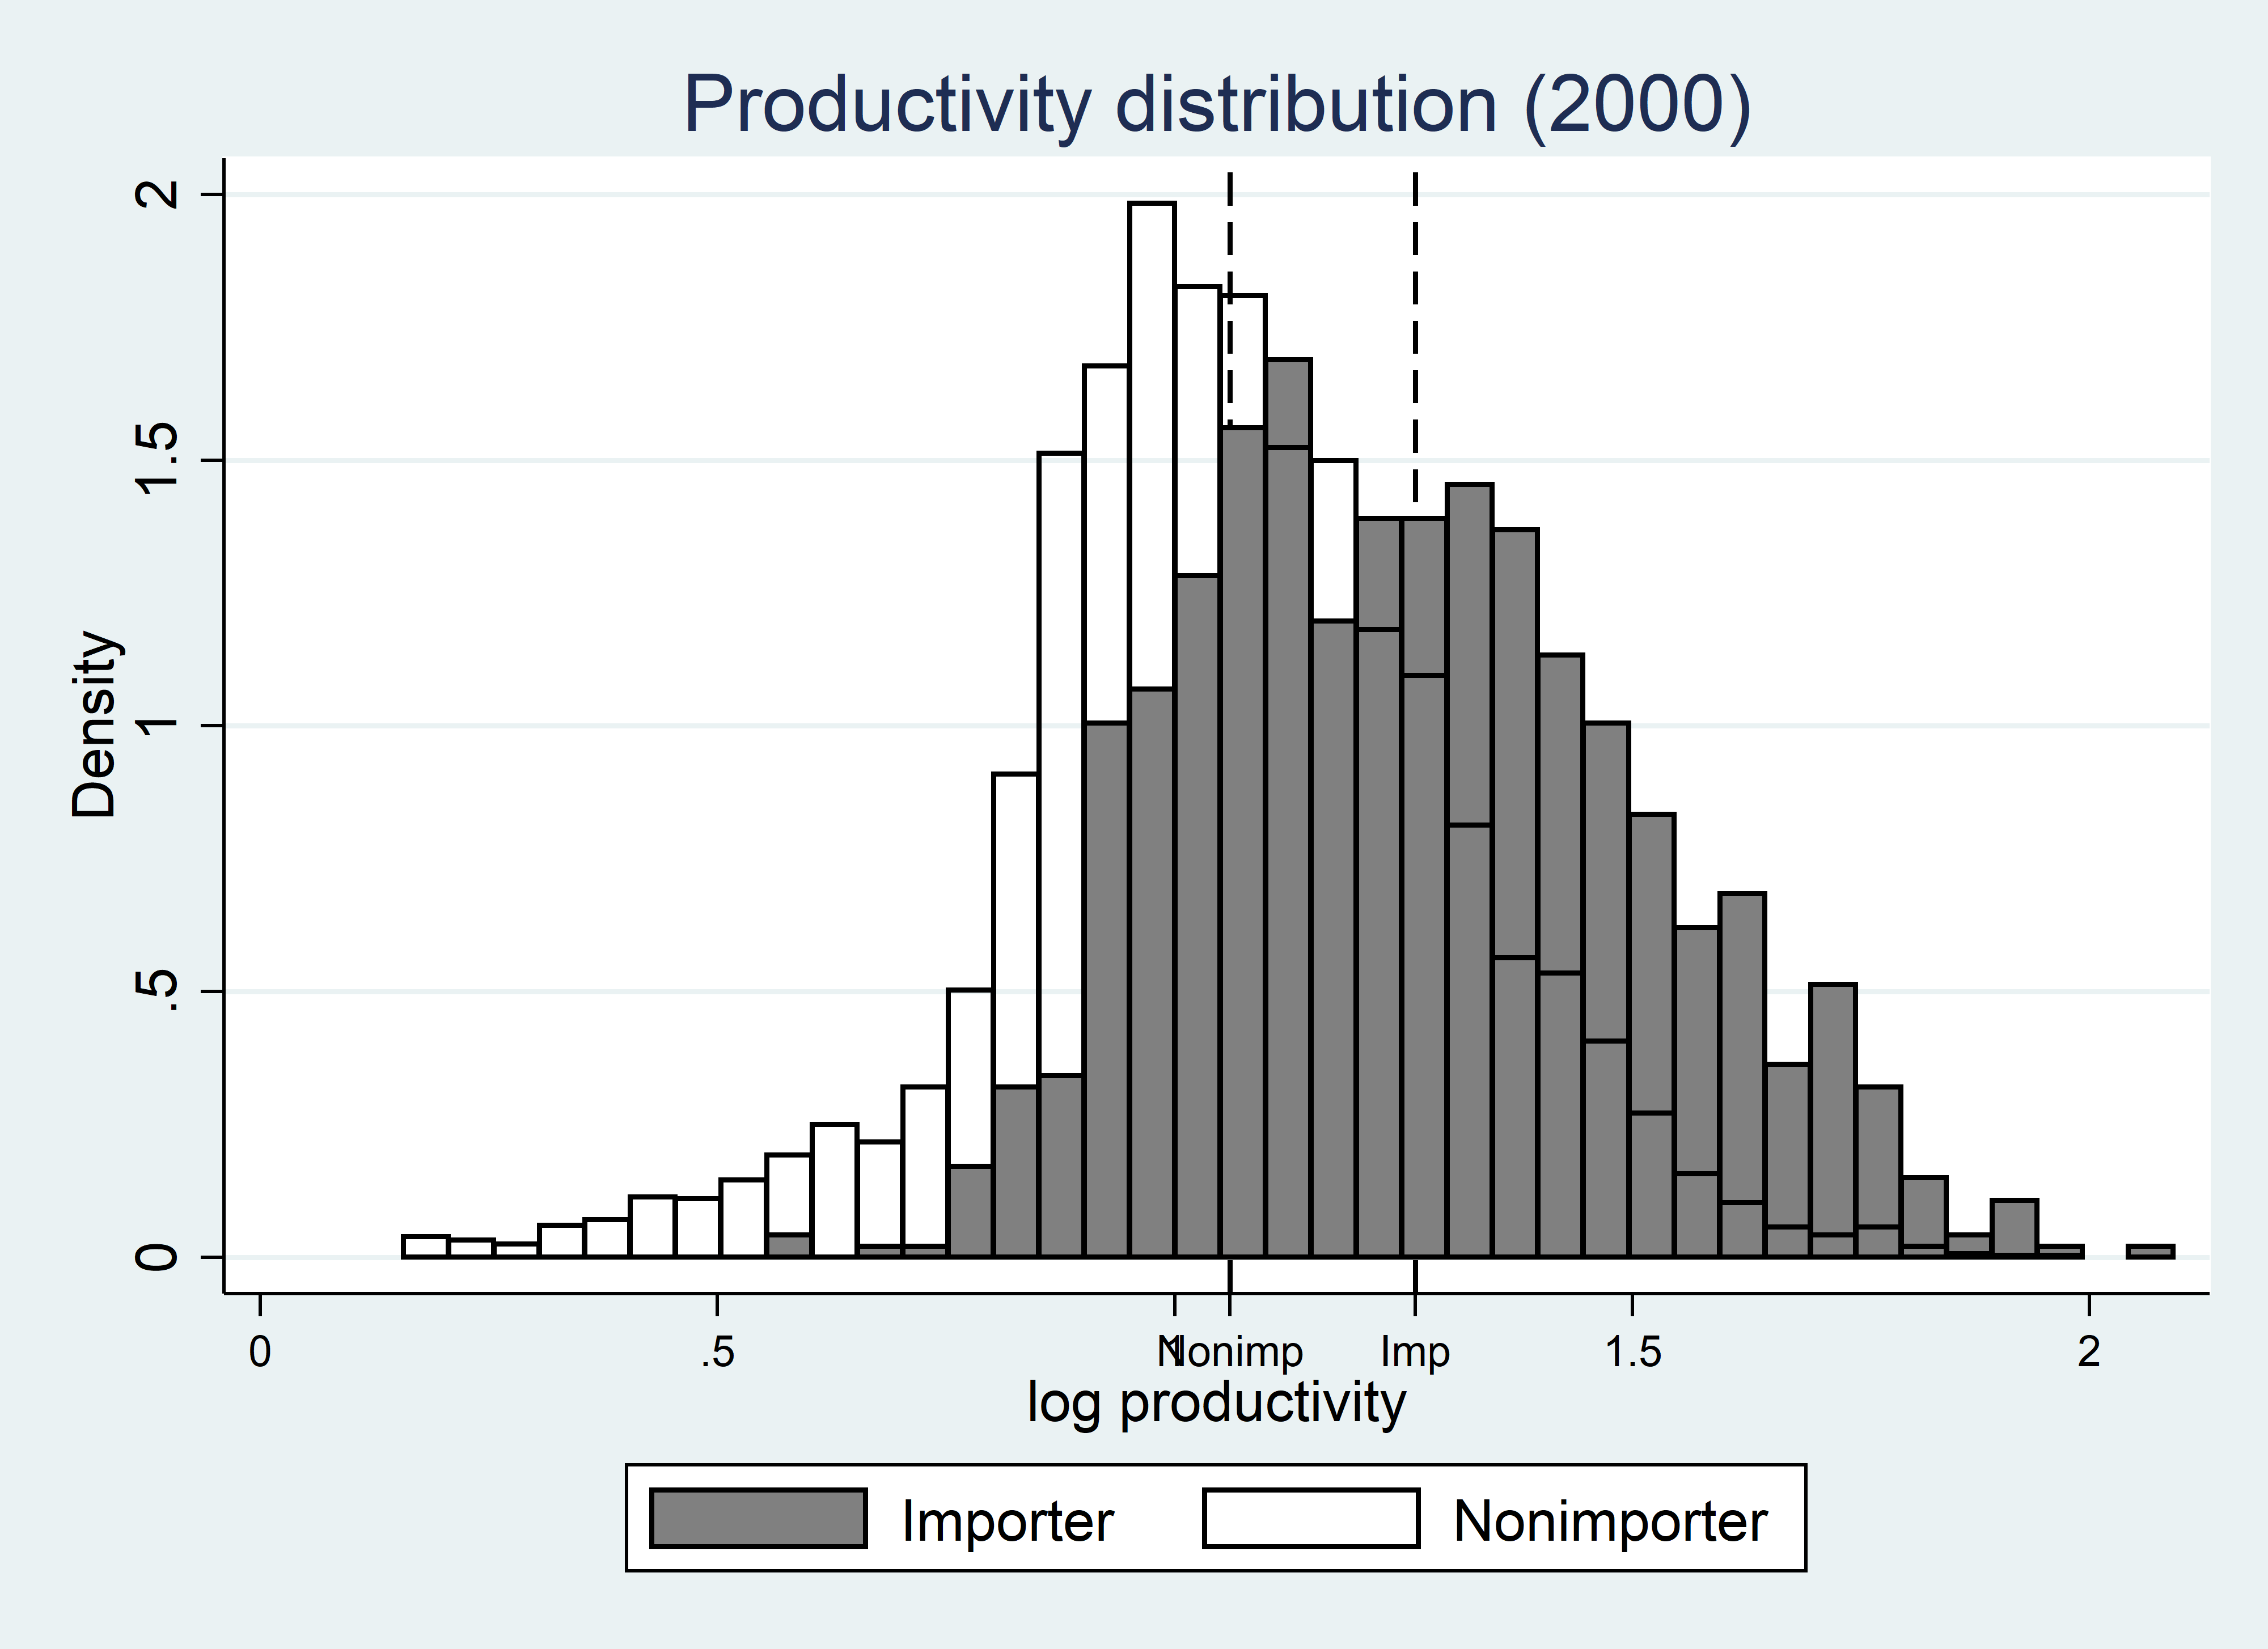 Productivity distribution (2000)
Density
2
1.5
1
.5
0
0 .5 1 Nonimp Imp 1.5 2
log productivity
Importer Nonimporter